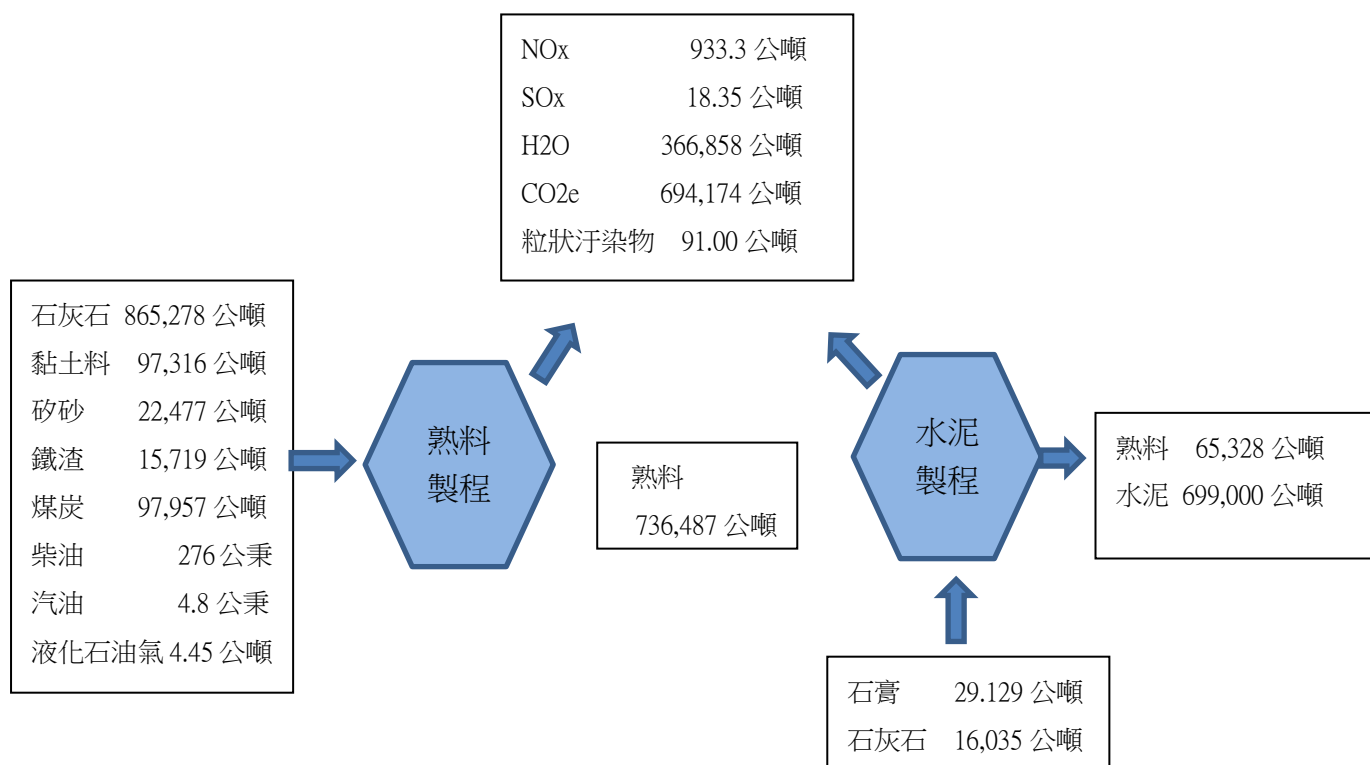 NOx 933.3 公噸
SOx 18.35 公噸
H2O 366,858 公噸
CO2e 694,174 公噸
粒狀汙染物 91.00 公噸
石灰石 865,278 公噸
黏土料 97,316 公噸
矽砂 22,477 公噸
鐵渣 15,719 公噸
煤炭 97,957 公噸
柴油 276 公秉
汽油 4.8 公秉
液化石油氣 4.45 公噸
熟料
製程
熟料
736,487 公噸
水泥
製程
熟料 65,328 公噸
水泥 699,000 公噸
石膏 29.129 公噸
石灰石 16,035 公噸